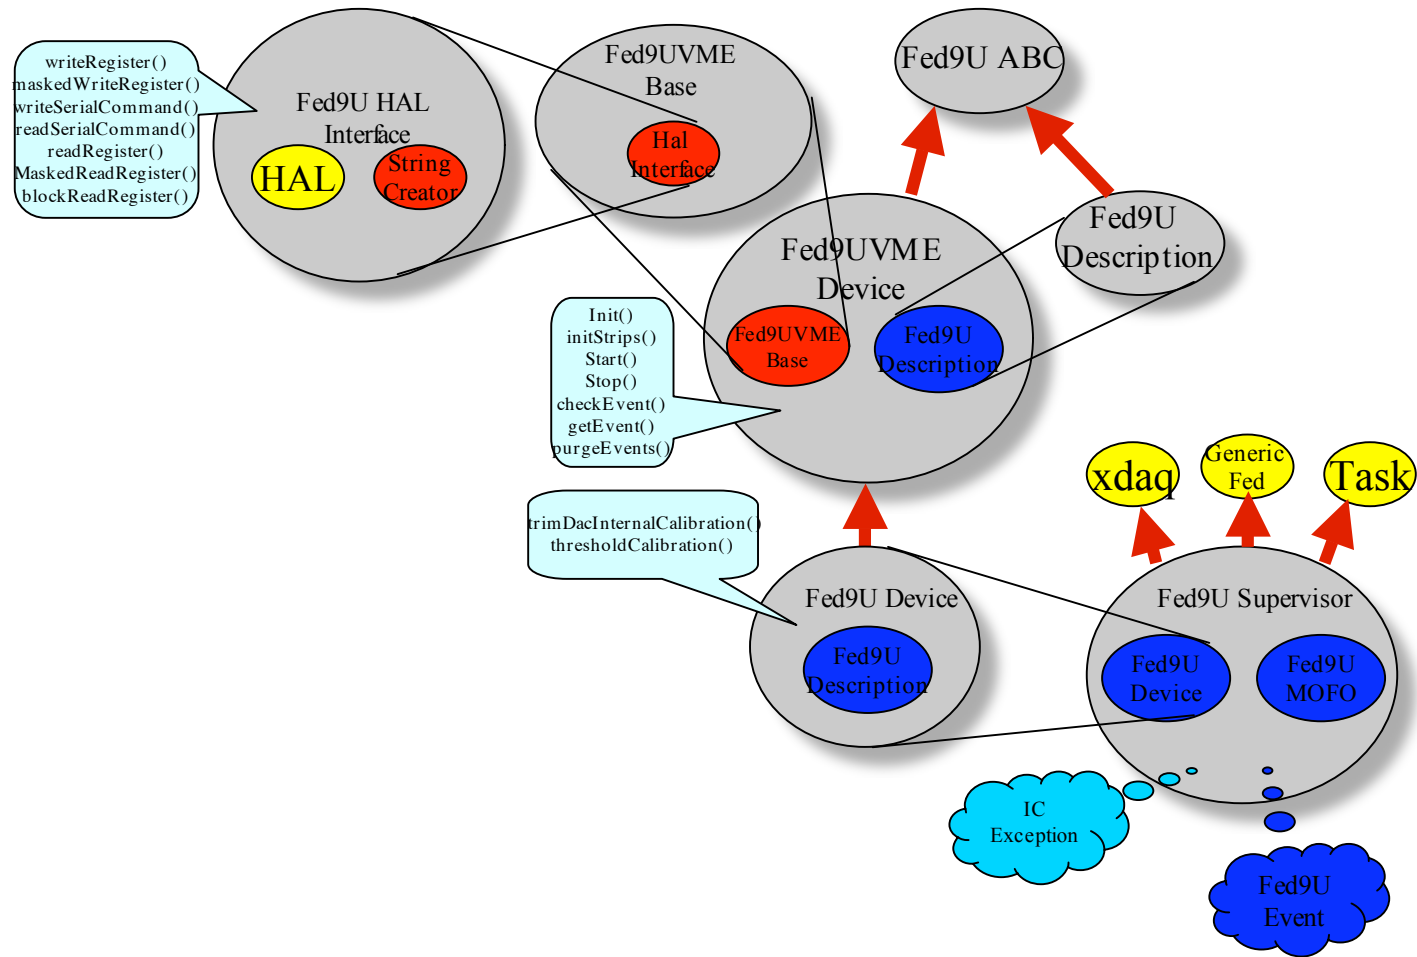 writeRegister()
maskedWriteRegister()
writeSerialCommand()
readSerialCommand()
readRegister()
MaskedReadRegister()
blockReadRegister()
Fed9U HAL
Interface
HAL
String
Creator
Fed9UVME
Base
Hal
Interface
Fed9U ABC
Fed9U
Description
Fed9UVME
Device
Fed9UVME
Base
Fed9U
Description
Init()
initStrips()
Start()
Stop()
checkEvent()
getEvent()
purgeEvents()
xdaq
Generic
Fed
Task
trimDacInternalCalibration()
thresholdCalibration()
Fed9U Device
Fed9U
Description
Fed9U Supervisor
Fed9U
Device
Fed9U
MOFO
IC
Exception
Fed9U
Event